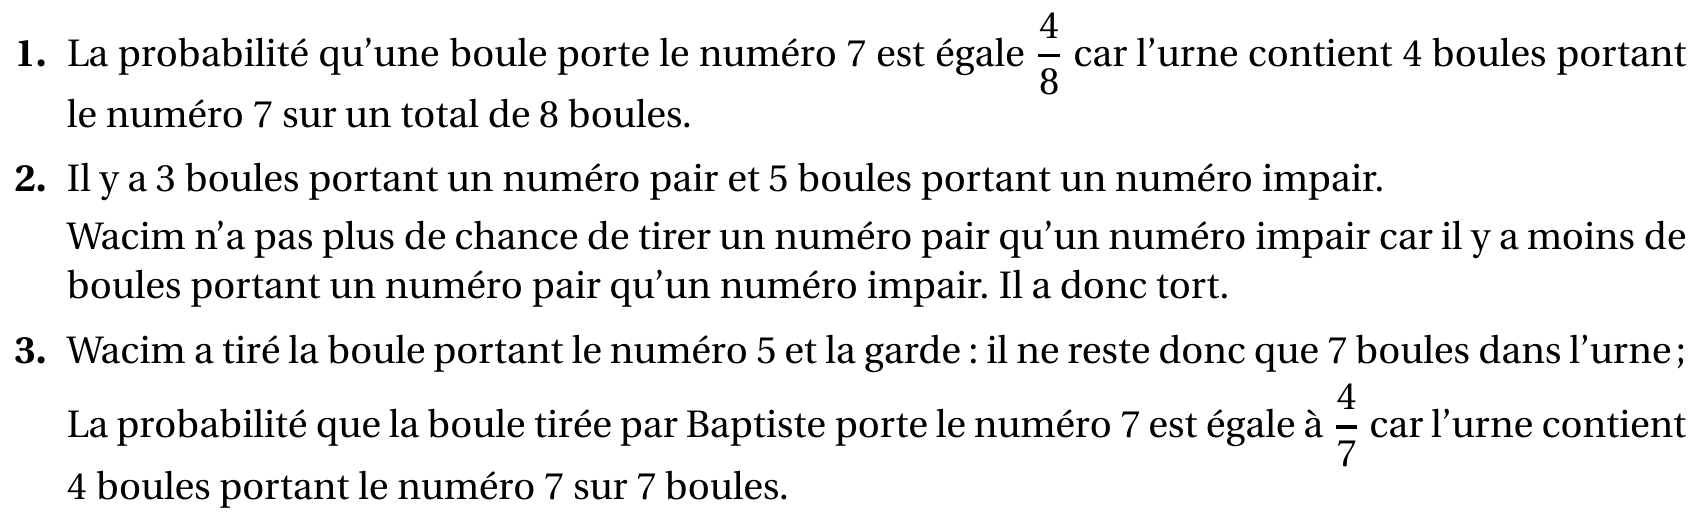 1. La probabilité qu’une boule porte le numéro 7 est égale 4/8 car l’urne contient 4 boules portant
le numéro 7 sur un total de 8 boules.
2. Il y a 3 boules portant un numéro pair et 5 boules portant un numéro impair.
Wacim n’a pas plus de chance de tirer un numéro pair qu’un numéro impair car il y a moins de
boules portant un numéro pair qu’un numéro impair. Il a donc tort.
3. Wacim a tiré la boule portant le numéro 5 et la garde : il ne reste donc que 7 boules dans l’urne ;
La probabilité que la boule tirée par Baptiste porte le numéro 7 est égale à 4/7 car l’urne contient
4 boules portant le numéro 7 sur 7 boules.